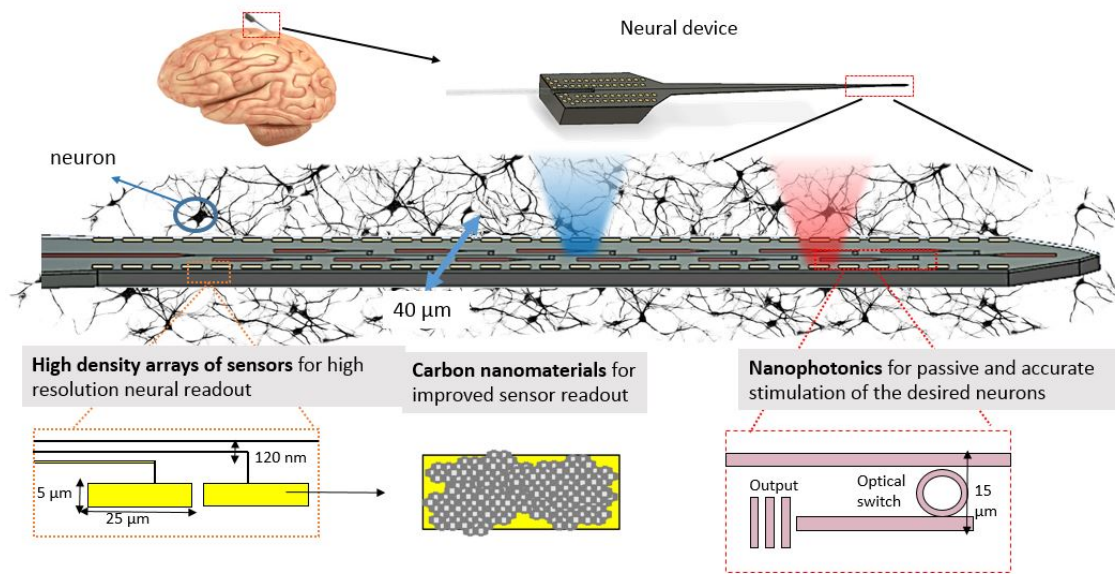 Neural device
neuron
40 μm
High density arrays of sensors for high
resolution neural readout
Carbon nanomaterials for
improved sensor readout
Nanophotonics for passive and accurate
stimulation of the desired neurons
120 nm
5 μm
25 μm
Output
Optical
switch
15
μm